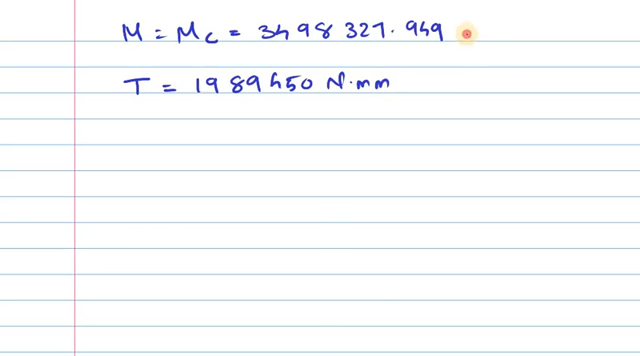 M = Mc = 3498327.949
T = 1989450 N.mm